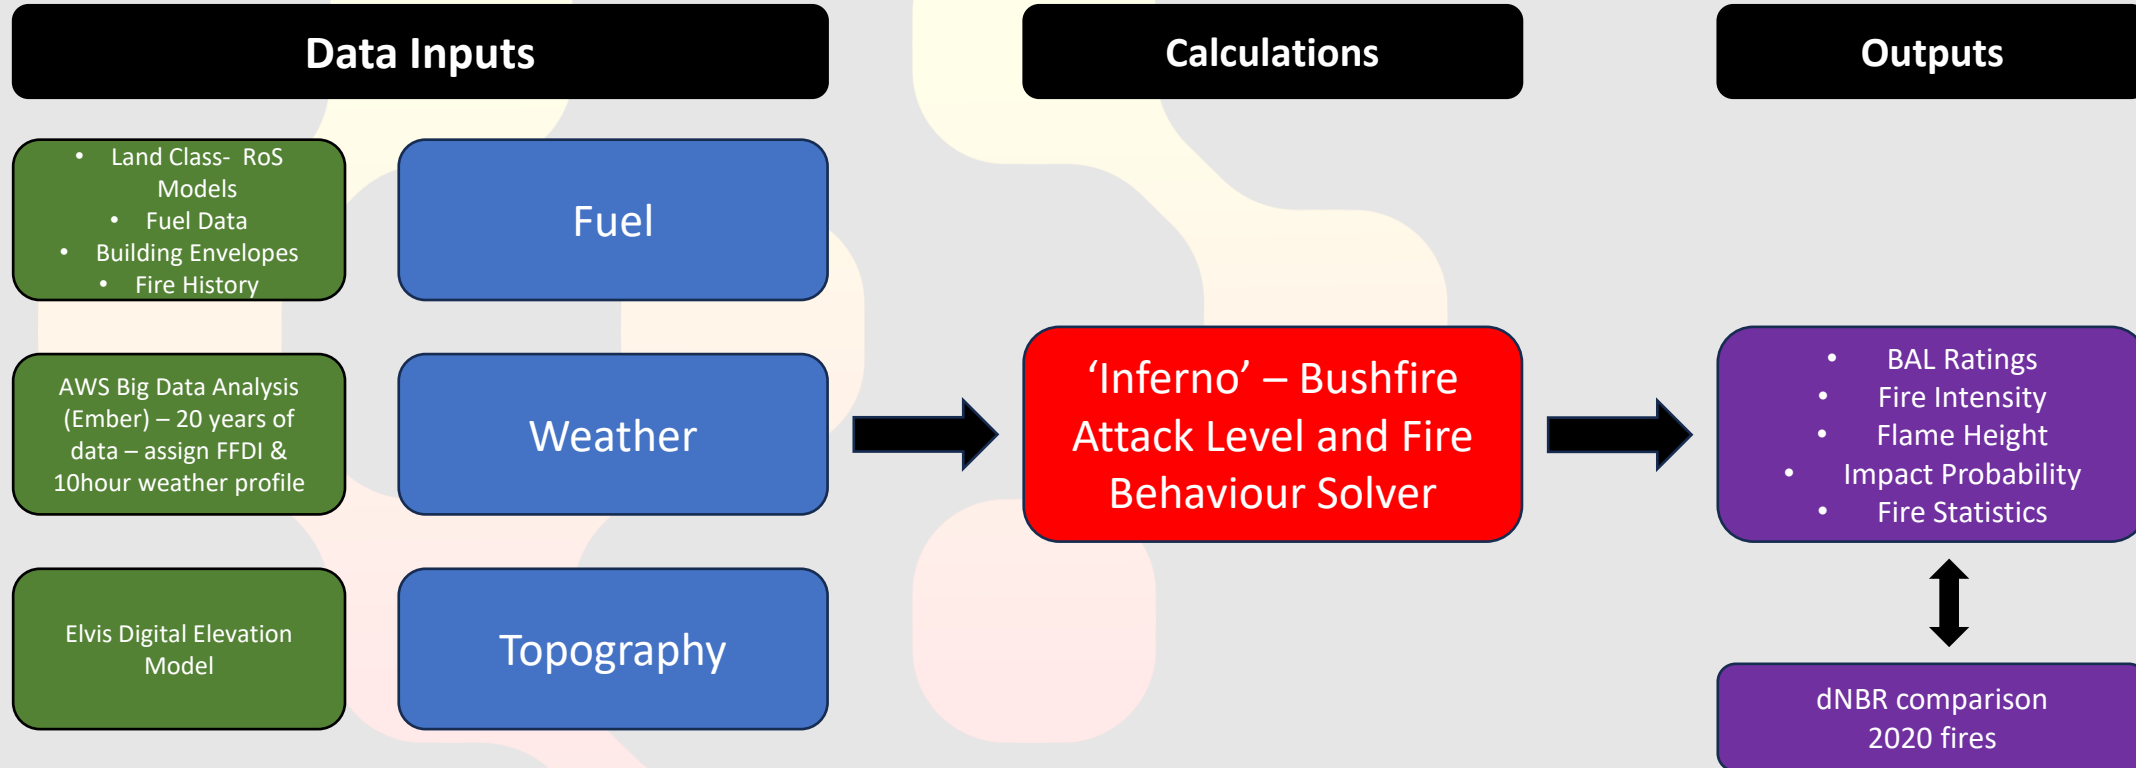 Data Inputs
Calculations
Outputs
• Land Class- RoS
Models
• Fuel Data
• Building Envelopes
• Fire History
Fuel
AWS Big Data Analysis
(Ember) – 20 years of
data – assign FFDI &
10hour weather profile
Weather
Elvis Digital Elevation
Model
Topography
‘Inferno’ – Bushfire
Attack Level and Fire
Behaviour Solver
• BAL Ratings
• Fire Intensity
• Flame Height
• Impact Probability
• Fire Statistics
dNBR comparison
2020 fires